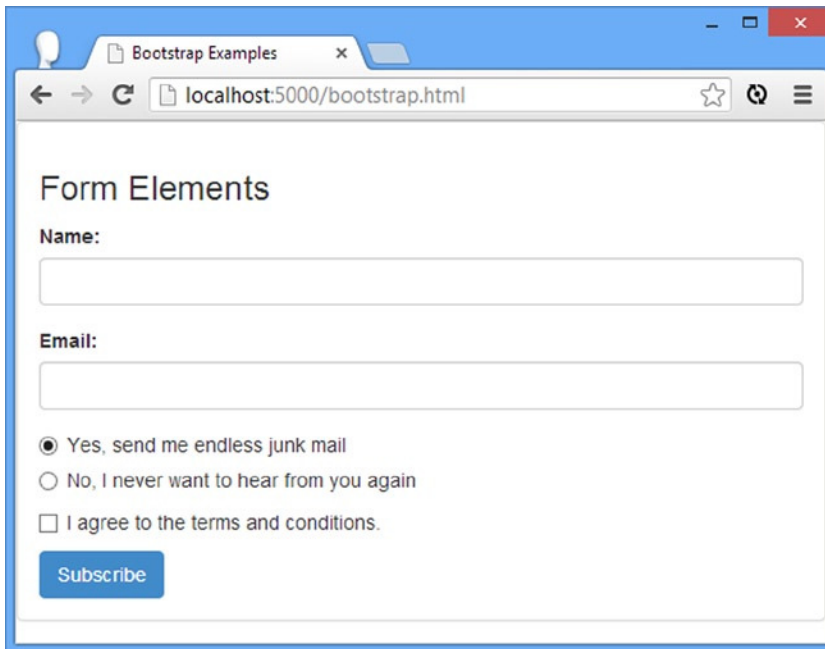 Bootstrap Examples
localhost:5000/bootstrap.html
Form Elements
Name:
Email:
Yes, send me endless junk mail
No, I never want to hear from you again
I agree to the terms and conditions.
Subscribe